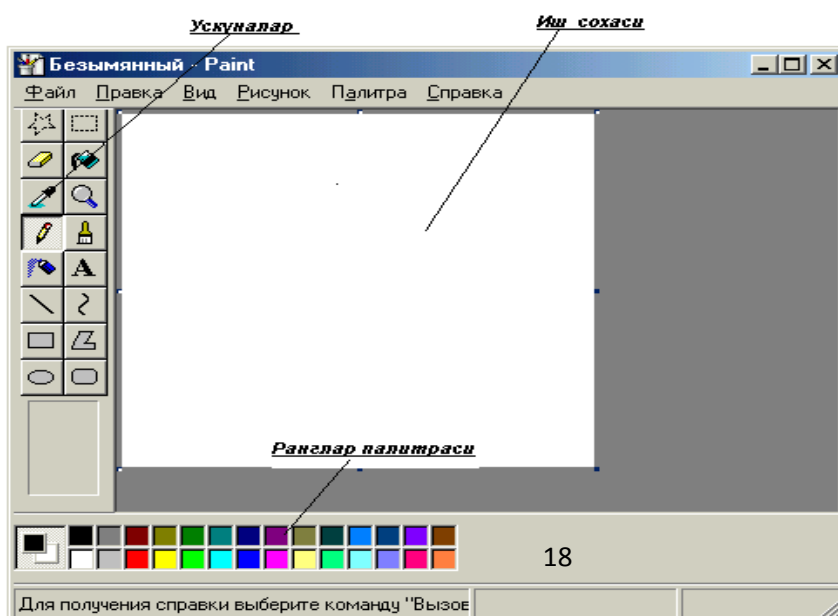 Ускуналар
Иш сохаси
Безымянный - Paint
Файл Правка Вид Рисунок Палитра Справка
A
Ранглар палитраси
18
Для получения справки выберите команду "Вызов